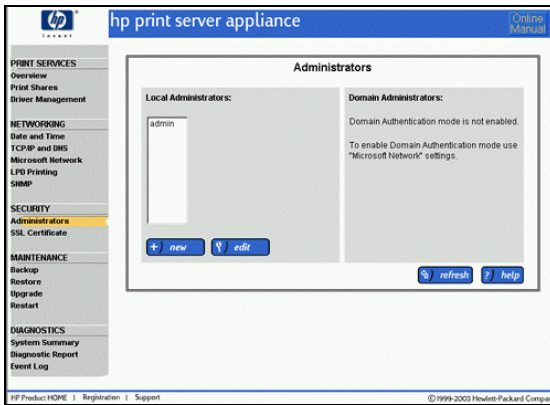 hp
invent
hp print server appliance
Online
Manual
PRINT SERVICES
Overview
Print Shares
Driver Management
NETWORKING
Date and Time
TCP/IP and DNS
Microsoft Network
LPD Printing
SNMP
SECURITY
Administrators
SSL Certificate
MAINTENANCE
Backup
Restore
Upgrade
Restart
DIAGNOSTICS
System Summary
Diagnostic Report
Event Log
Administrators
Local Administrators:
admin
+) new
edit
Domain Administrators:
Domain Authentication mode is not enabled.
To enable Domain Authentication mode use
"Microsoft Network" settings.
refresh
?) help
HP Product HOME | Registration | Support
©1999-2003 Hewlett-Packard Compa